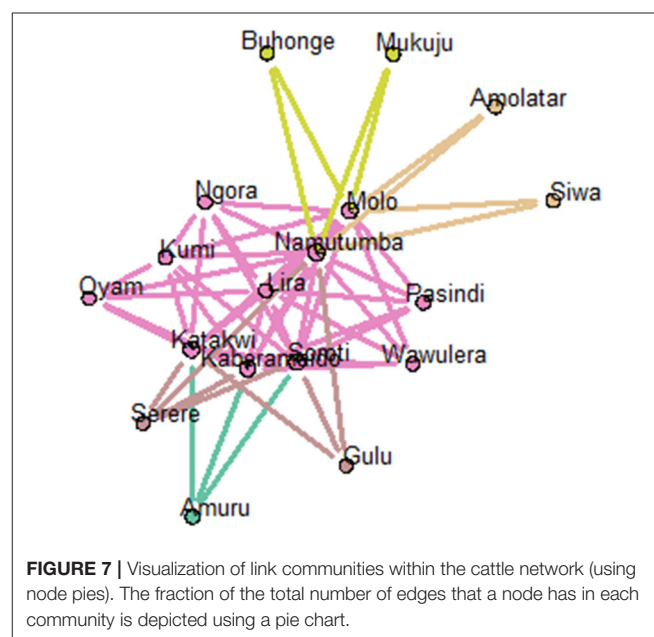 Buhonge
Mukuju
Amolatar
Ngora
Molo
Siwa
Namutumba
Kumi
Oyam
Lira
Pasindi
Katakwi
Kaberamaido
Soroti
Wawulera
Serere
Gulu
Amuru
FIGURE 7 | Visualization of link communities within the cattle network (using
node pies). The fraction of the total number of edges that a node has in each
community is depicted using a pie chart.